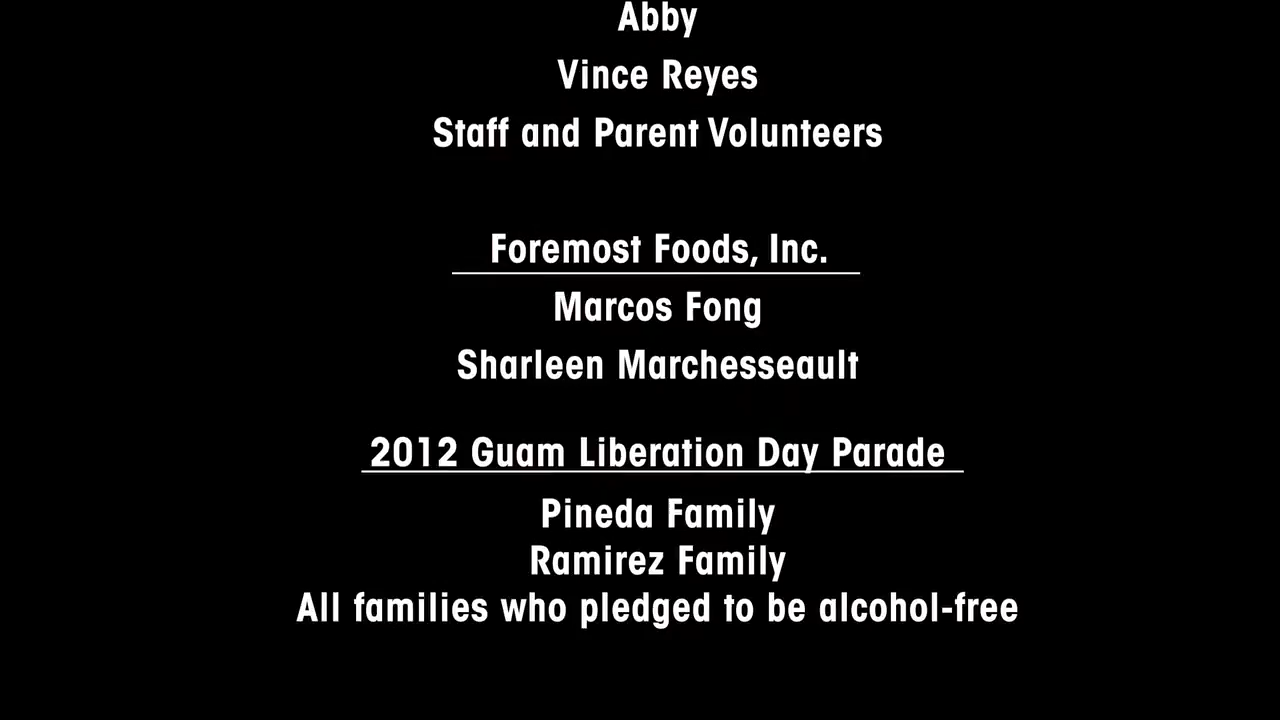 Abby
Vince Reyes
Staff and Parent Volunteers
Foremost Foods, Inc.
Marcos Fong
Sharleen Marchesseault
2012 Guam Liberation Day Parade
Pineda Family
Ramirez Family
All families who pledged to be alcohol-free